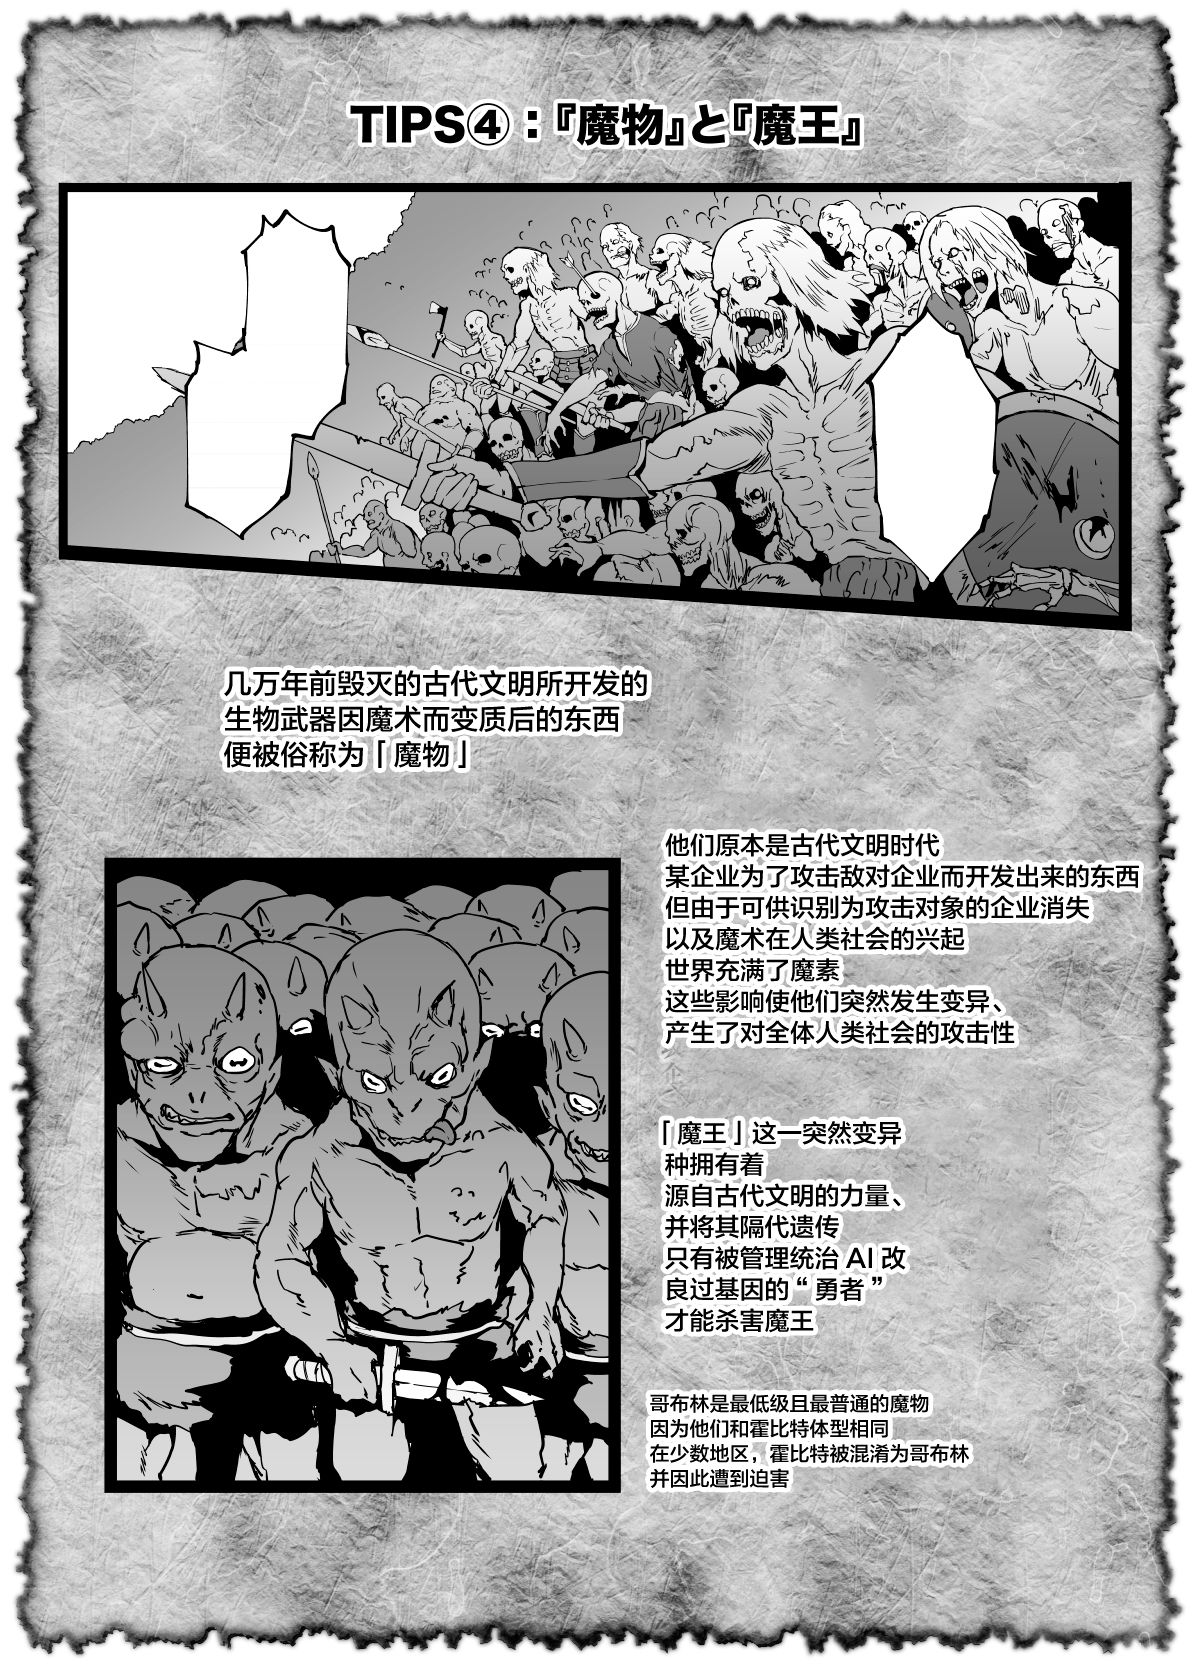 TIPS④：『魔物』と『魔王』
几万年前毁灭的古代文明所开发的
生物武器因魔术而变质后的东西
便被俗称为「魔物」
他们原本是古代文明时代
某企业为了攻击敌对企业而开发出来的东西
但由于可供识别为攻击对象的企业消失
以及魔术在人类社会的兴起
世界充满了魔素
这些影响使他们突然发生变异、
产生了对全体人类社会的攻击性
「魔王」这一突然变异
种拥有着
源自古代文明的力量、
并将其隔代遗传
只有被管理统治 AI 改
良过基因的“勇者”
才能杀害魔王
哥布林是最低级且最普通的魔物
因为他们和霍比特体型相同
在少数地区，霍比特被混淆为哥布林
并因此遭到迫害